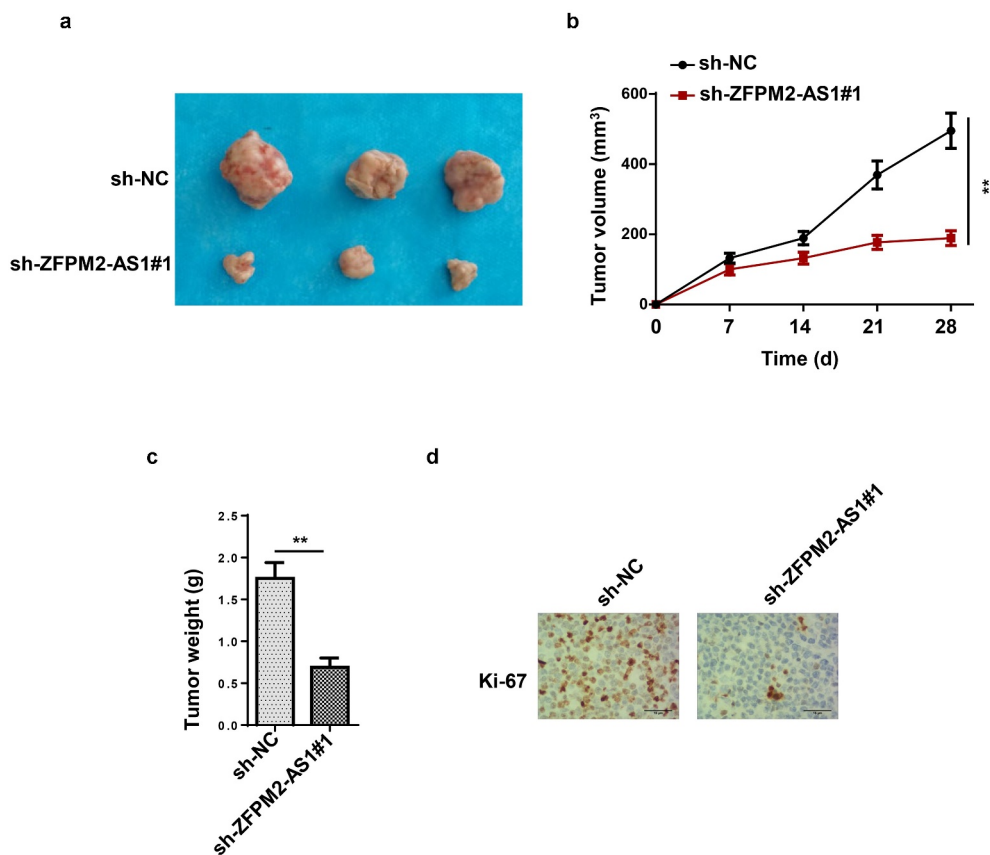 a
sh-NC
sh-ZFPM2-AS1#1
b
sh-NC
sh-ZFPM2-AS1#1
Tumor volume (mm³)
600
400
200
0
0 7 14 21 28
Time (d)
**
c
Tumor weight (g)
2.5
2.0
1.5
1.0
0.5
0.0
**
sh-NC
sh-ZFPM2-AS1#1
d
sh-NC
sh-ZFPM2-AS1#1
Ki-67